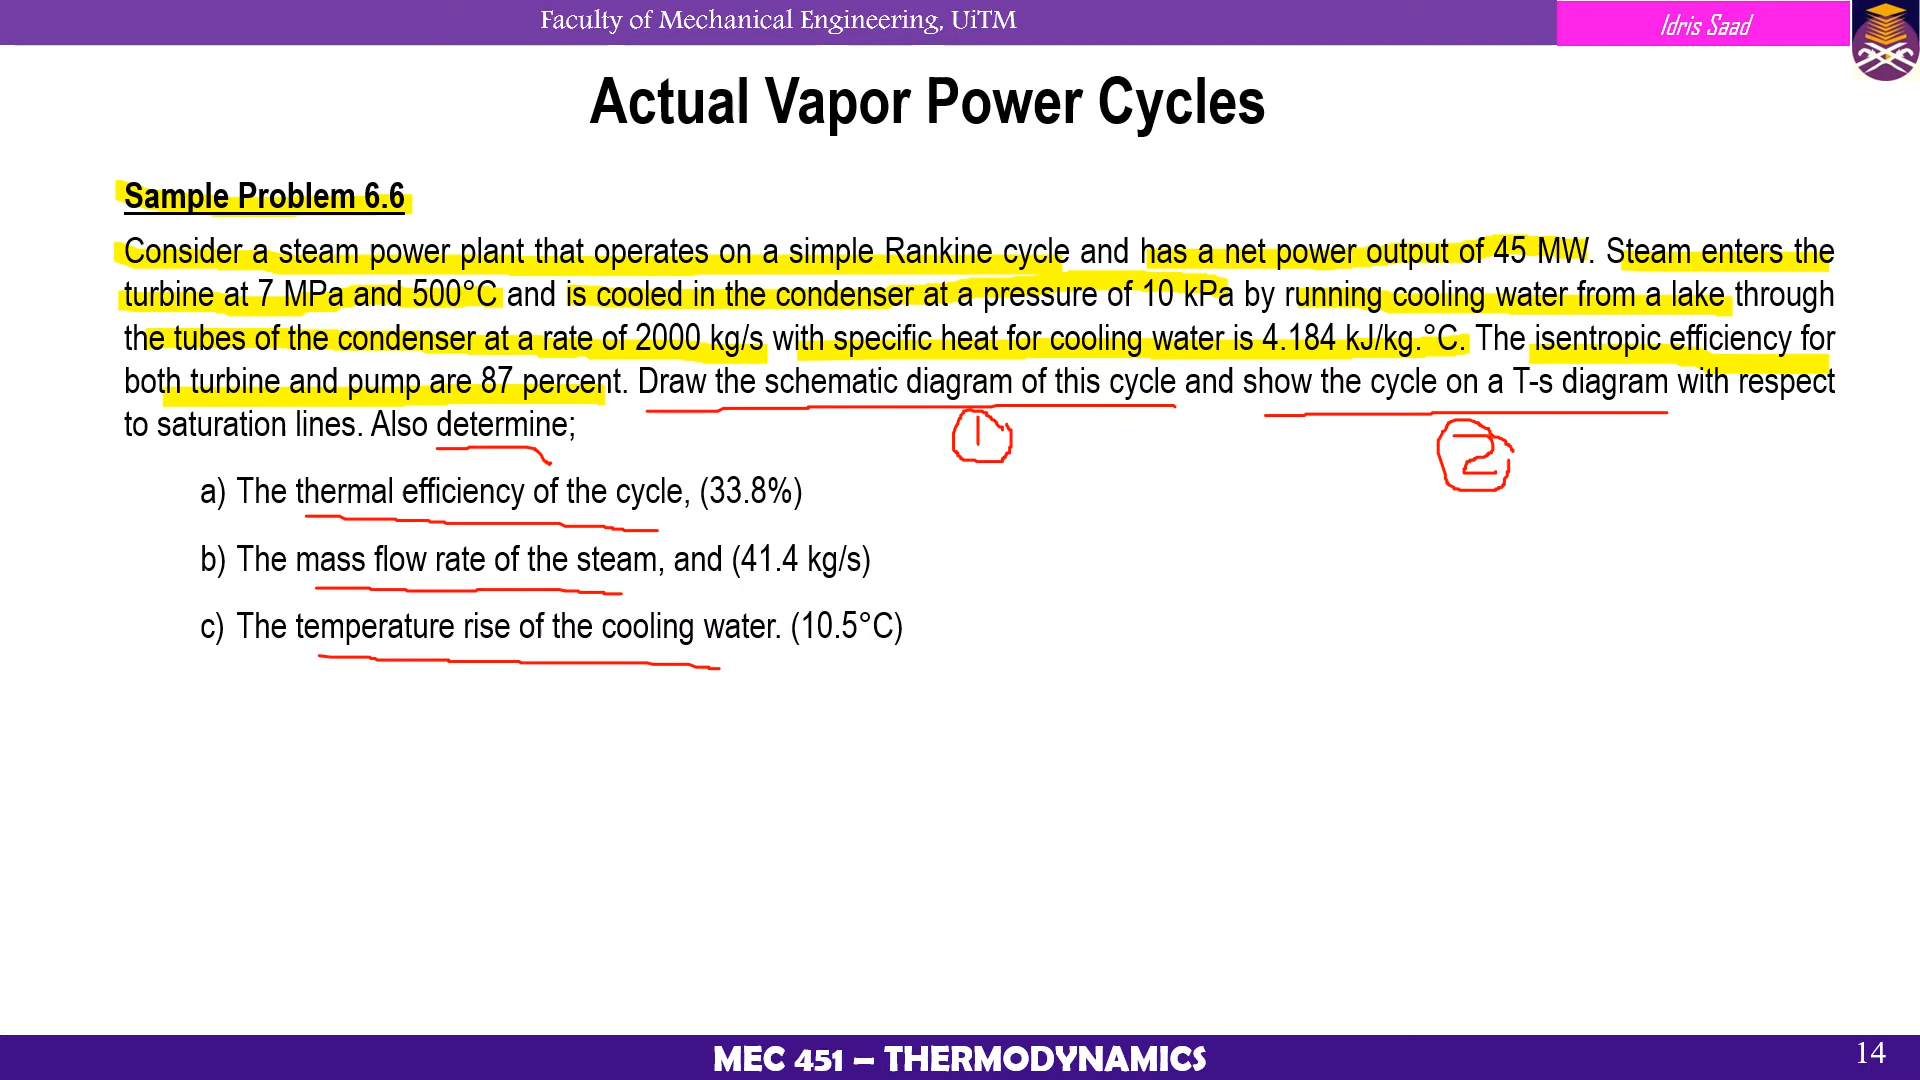 Faculty of Mechanical Engineering, UiTM
Idris Saad
Actual Vapor Power Cycles
Sample Problem 6.6
Consider a steam power plant that operates on a simple Rankine cycle and has a net power output of 45 MW. Steam enters the
turbine at 7 MPa and 500°C and is cooled in the condenser at a pressure of 10 kPa by running cooling water from a lake through
the tubes of the condenser at a rate of 2000 kg/s with specific heat for cooling water is 4.184 kJ/kg.°C. The isentropic efficiency for
both turbine and pump are 87 percent. Draw the schematic diagram of this cycle and show the cycle on a T-s diagram with respect
to saturation lines. Also determine;
1
2
a) The thermal efficiency of the cycle, (33.8%)
b) The mass flow rate of the steam, and (41.4 kg/s)
c) The temperature rise of the cooling water. (10.5°C)
MEC 451 – THERMODYNAMICS
14